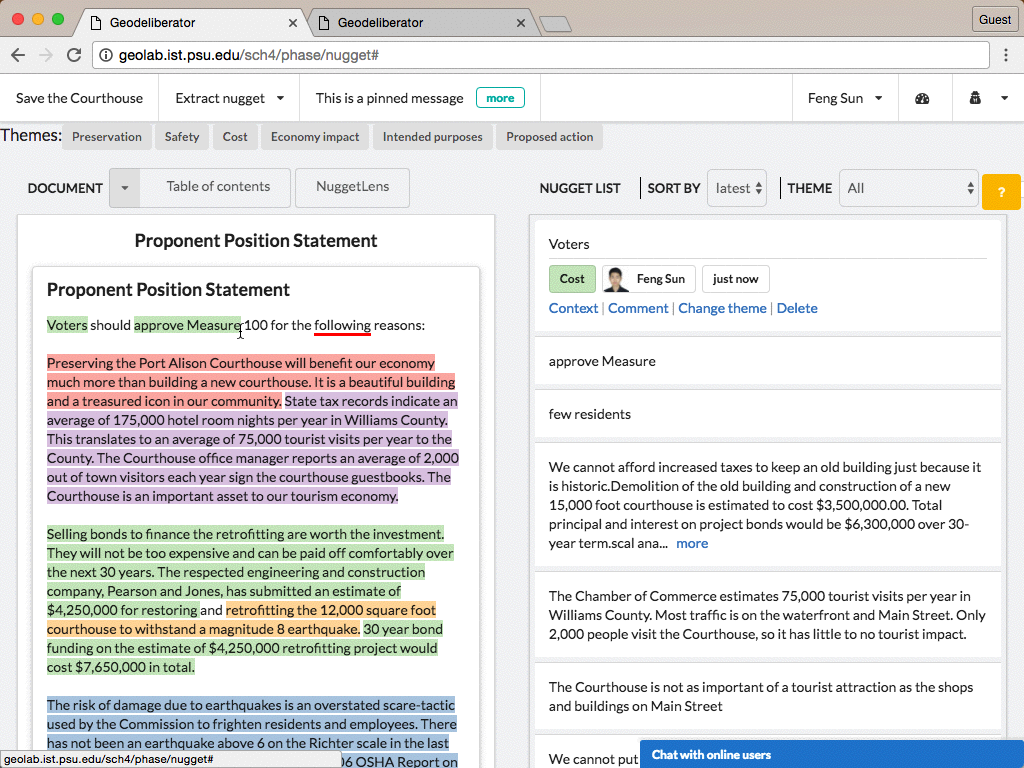 Geodeliberator
Geodeliberator
Guest
geolab.ist.psu.edu/sch4/phase/nugget#
Save the Courthouse
Extract nugget
This is a pinned message
more
Feng Sun
Themes:
Preservation
Safety
Cost
Economy impact
Intended purposes
Proposed action
DOCUMENT
Table of contents
NuggetLens
NUGGET LIST
SORT BY
latest
THEME
All
?
Proponent Position Statement
Proponent Position Statement
Voters should approve Measure 100 for the following reasons:
Preserving the Port Alison Courthouse will benefit our economy
much more than building a new courthouse. It is a beautiful building
and a treasured icon in our community. State tax records indicate an
average of 175,000 hotel room nights per year in Williams County.
This translates to an average of 75,000 tourist visits per year to the
County. The Courthouse office manager reports an average of 2,000
out of town visitors each year sign the courthouse guestbooks. The
Courthouse is an important asset to our tourism economy.
Selling bonds to finance the retrofitting are worth the investment.
They will not be too expensive and can be paid off comfortably over
the next 30 years. The respected engineering and construction
company, Pearson and Jones, has submitted an estimate of
$4,250,000 for restoring and retrofitting the 12,000 square foot
courthouse to withstand a magnitude 8 earthquake. 30 year bond
funding on the estimate of $4,250,000 retrofitting project would
cost $7,650,000 in total.
The risk of damage due to earthquakes is an overstated scare-tactic
used by the Commission to frighten residents and employees. There
has not been an earthquake above 6 on the Richter scale in the last
06 OSHA Report on
geolab.ist.psu.edu/sch4/phase/nugget#
Voters
Cost
Feng Sun
just now
Context | Comment | Change theme | Delete
approve Measure
few residents
We cannot afford increased taxes to keep an old building just because it
is historic.Demolition of the old building and construction of a new
15,000 foot courthouse is estimated to cost $3,500,000.00. Total
principal and interest on project bonds would be $6,300,000 over 30-
year term.scal ana... more
The Chamber of Commerce estimates 75,000 tourist visits per year in
Williams County. Most traffic is on the waterfront and Main Street. Only
2,000 people visit the Courthouse, so it has little to no tourist impact.
The Courthouse is not as important of a tourist attraction as the shops
and buildings on Main Street
We cannot put
Chat with online users